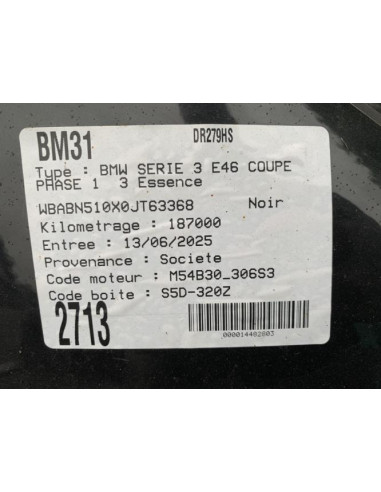 BM31 DR279HS
Type : BMW SERIE 3 E46 COUPE
PHASE 1 3 Essence
WBABN510X0JT63368 Noir
Kilometrage : 187000
Entree : 13/06/2025
Provenance : Societe
Code moteur : M54B30_306S3
Code boite : S5D-320Z
2713
000014482803